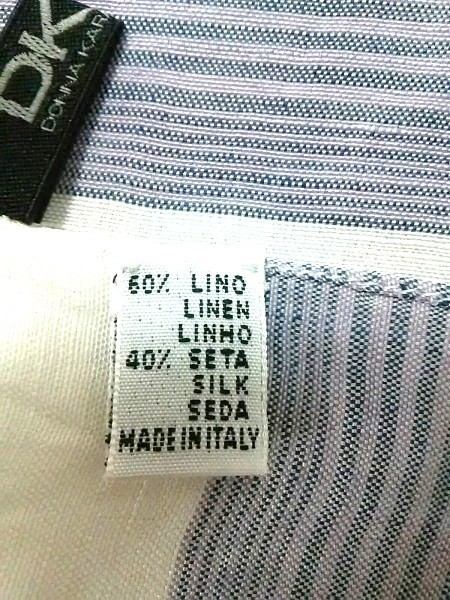 DK
DONNA KAR
60% LINO
LINEN
LINHO
40% SETA
SILK
SEDA
MADE IN ITALY